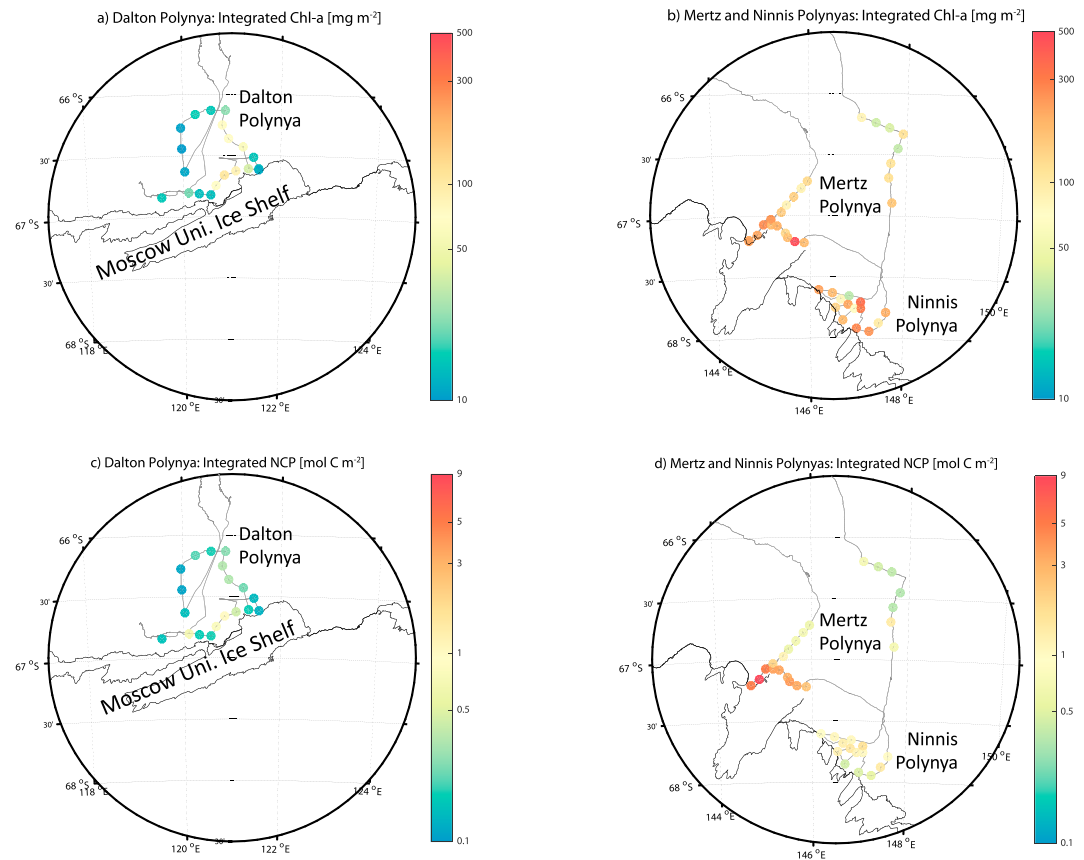 a) Dalton Polynya: Integrated Chl-a [mg m⁻²]
500
300
100
50
10
66 °S
30'
67 °S
30'
68 °S
118°E
120 °E
30'
122 °E
124 °E
Dalton
Polynya
Moscow Uni. Ice Shelf
b) Mertz and Ninnis Polynyas: Integrated Chl-a [mg m⁻²]
500
300
100
50
10
66 °S
30'
67 °S
30'
68 °S
144 °E
146 °E
148 °E
150 °E
Mertz
Polynya
Ninnis
Polynya
c) Dalton Polynya: Integrated NCP [mol C m⁻²]
9
5
3
1
0.5
0.1
66 °S
30'
67 °S
30'
68 °S
118°E
120 °E
30'
122 °E
124 °E
Dalton
Polynya
Moscow Uni. Ice Shelf
d) Mertz and Ninnis Polynyas: Integrated NCP [mol C m⁻²]
9
5
3
1
0.5
0.1
66 °S
30'
67 °S
30'
68 °S
144 °E
146 °E
148 °E
150 °E
Mertz
Polynya
Ninnis
Polynya